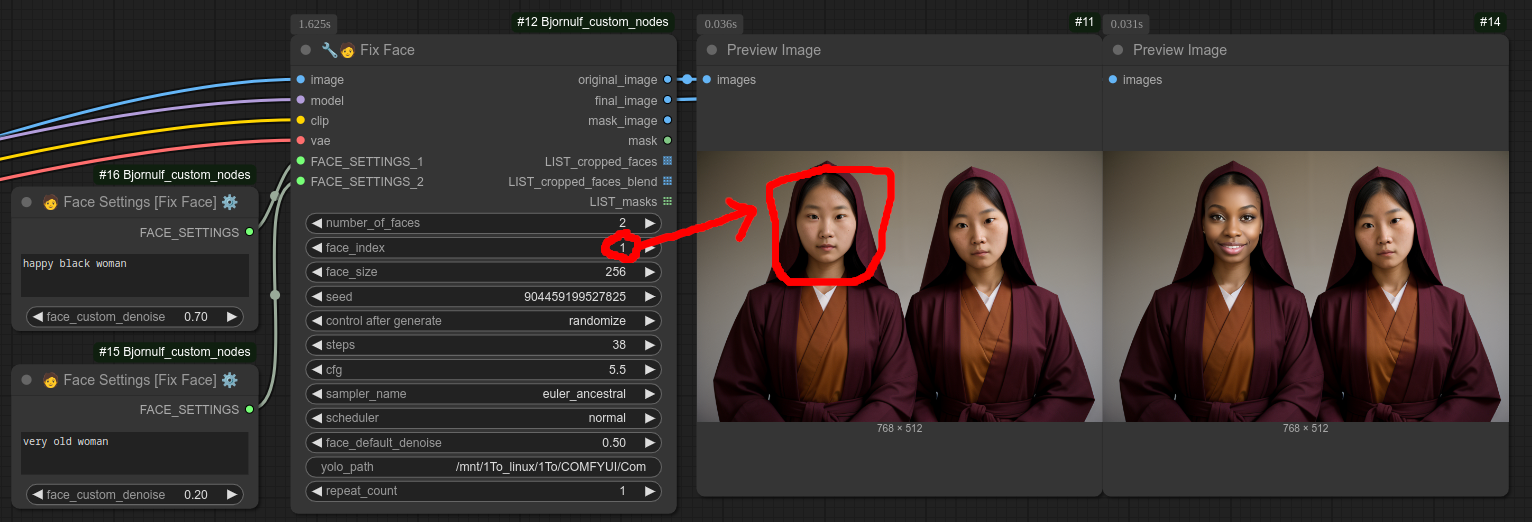 1.625s
#12 Bjornulf_custom_nodes
Fix Face
image
original_image
model
final_image
clip
mask_image
vae
mask
FACE_SETTINGS_1
LIST_cropped_faces
FACE_SETTINGS_2
LIST_cropped_faces_blend
LIST_masks
number_of_faces 2
face_index 1
face_size 256
seed 904459199527825
control after generate randomize
steps 38
cfg 5.5
sampler_name euler_ancestral
scheduler normal
face_default_denoise 0.50
yolo_path /mnt/1To_linux/1To/COMFYUI/Com
repeat_count 1
#16 Bjornulf_custom_nodes
Face Settings [Fix Face]
FACE_SETTINGS
happy black woman
face_custom_denoise 0.70
#15 Bjornulf_custom_nodes
Face Settings [Fix Face]
FACE_SETTINGS
very old woman
face_custom_denoise 0.20
0.036s
#11
Preview Image
images
768 × 512
0.031s
#14
Preview Image
images
768 × 512